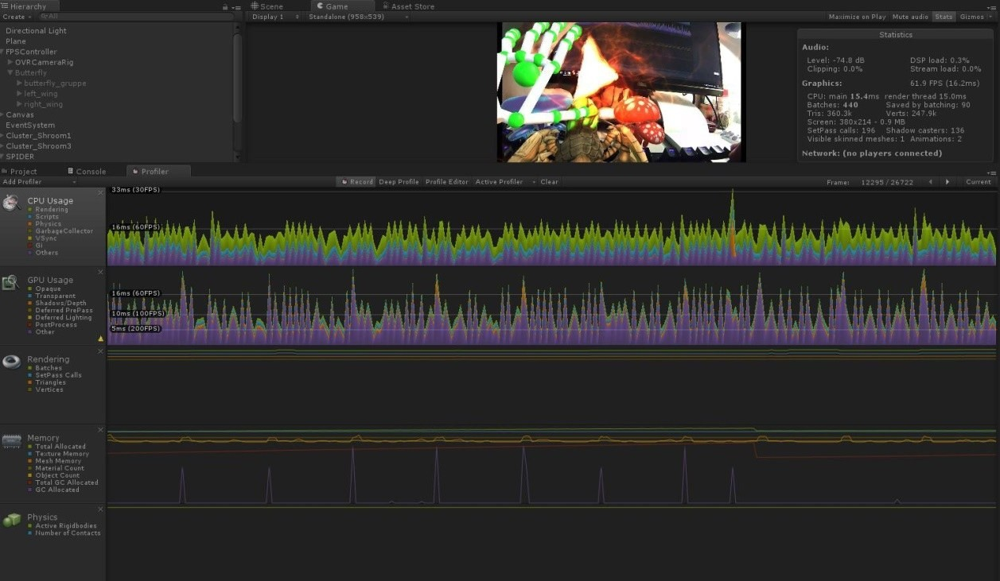 Hierarchy
Create
All
Directional Light
Plane
FPSController
OVRCameraRig
Butterfly
butterfly_gruppe
left_wing
right_wing
Canvas
EventSystem
Cluster_Shroom1
Cluster_Shroom3
SPIDER
Scene Game Asset Store
Display 1 Standalone (958x539)
Maximize on Play Mute audio Stats Gizmos
Statistics
Audio:
Level: -74.8 dB DSP load: 0.3%
Clipping: 0.0% Stream load: 0.0%
Graphics: 61.9 FPS (16.2ms)
CPU: main 15.4ms render thread 15.0ms
Batches: 440 Saved by batching: 90
Tris: 360.3k Verts: 247.9k
Screen: 380x214 - 0.9 MB
SetPass calls: 196 Shadow casters: 136
Visible skinned meshes: 1 Animations: 2
Network: (no players connected)
Project Console Profiler
Add Profiler Record Deep Profile Profile Editor Active Profiler Clear Frame: 12295 / 26722 Current
CPU Usage
Rendering
Scripts
Physics
GarbageCollector
VSync
Gi
Others
33ms (30FPS)
16ms (60FPS)
GPU Usage
Opaque
Transparent
Shadows/Depth
Deferred PrePass
Deferred Lighting
PostProcess
Other
16ms (60FPS)
10ms (100FPS)
5ms (200FPS)
Rendering
Batches
SetPass Calls
Triangles
Vertices
Memory
Total Allocated
Texture Memory
Mesh Memory
Material Count
Object Count
Total GC Allocated
GC Allocated
Physics
Active Rigidbodies
Number of Contacts